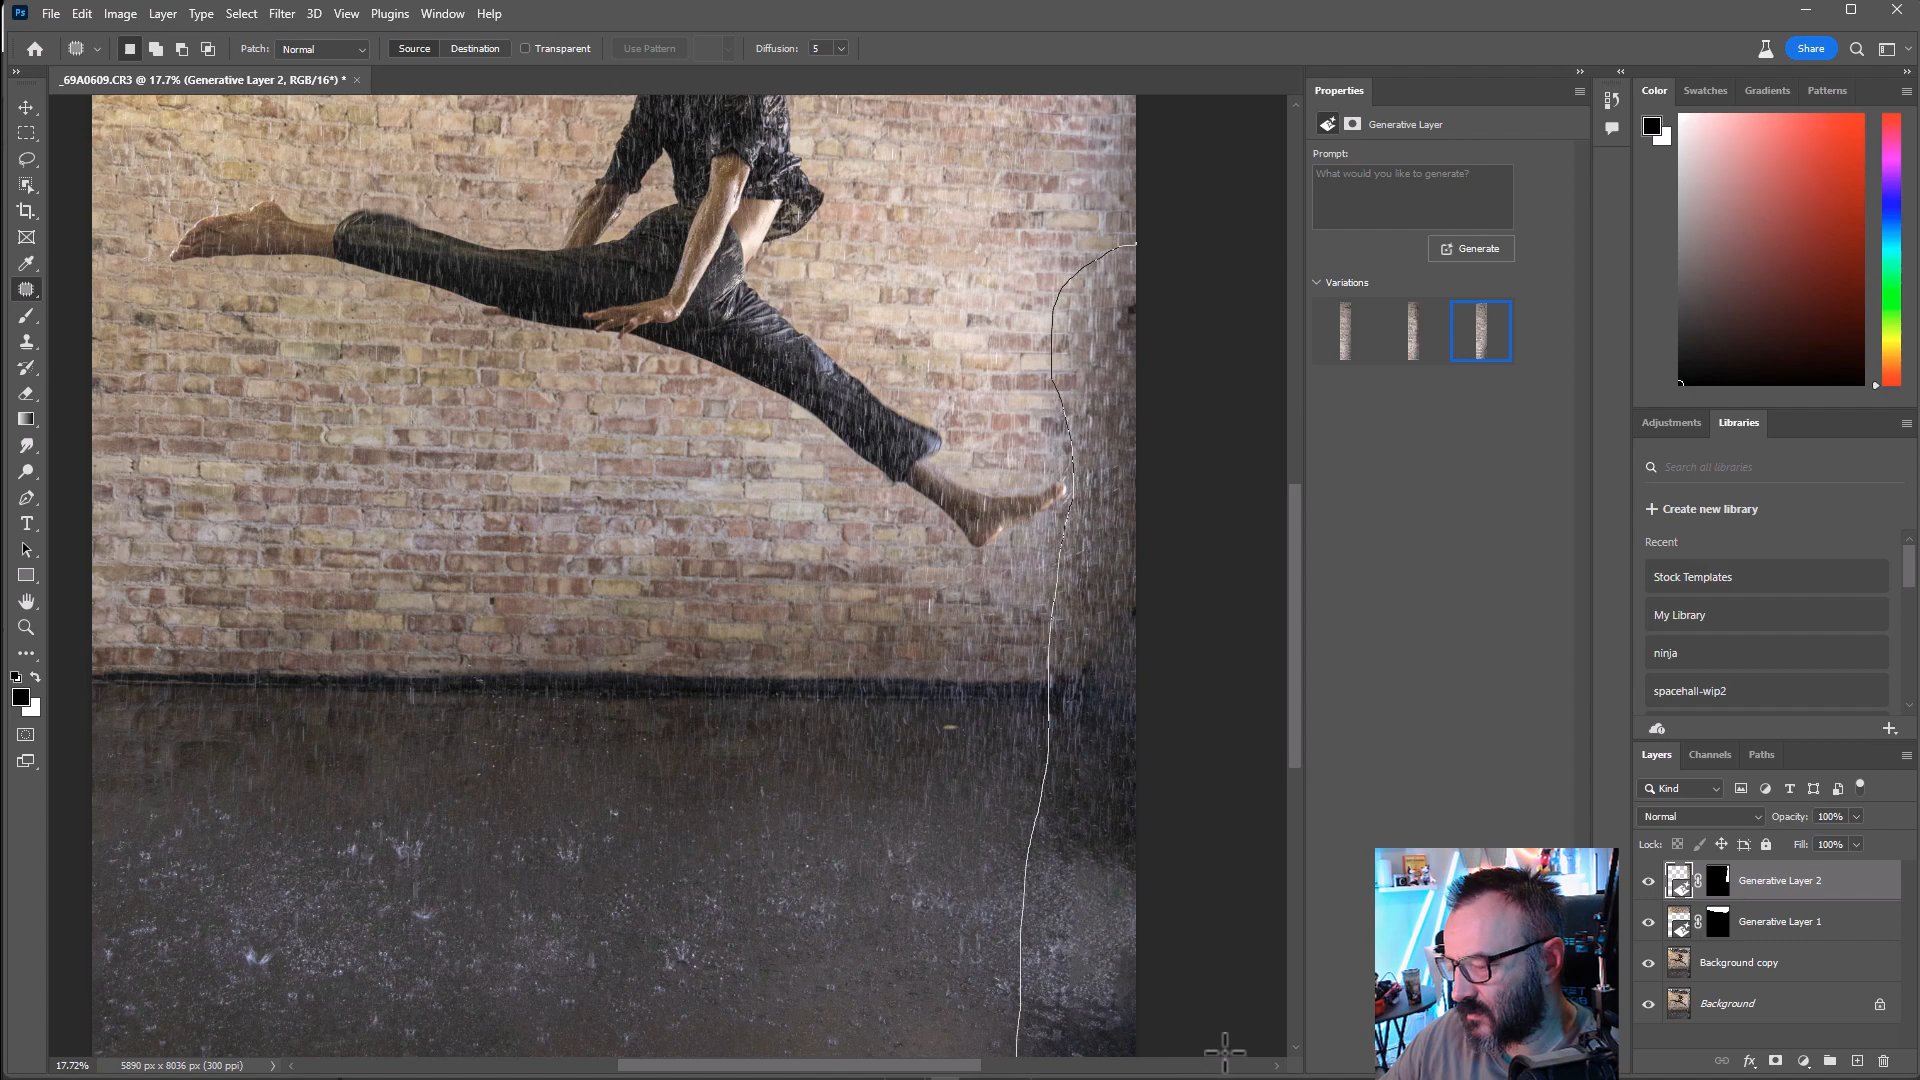 Ps File Edit Image Layer Type Select Filter 3D View Plugins Window Help
Patch: Normal Source Destination Transparent Use Pattern Diffusion: 5 Share
_69A0609.CR3 @ 17.7% (Generative Layer 2, RGB/16*) * ×
Properties
Generative Layer
Prompt:
What would you like to generate?
Generate
Variations
Color Swatches Gradients Patterns
Adjustments Libraries
Search all libraries
Create new library
Recent
Stock Templates
My Library
ninja
spacehall-wip2
Layers Channels Paths
Kind
Normal Opacity: 100%
Lock: Fill: 100%
Generative Layer 2
Generative Layer 1
Background copy
Background
fx
17.72% 5890 px x 8036 px (300 ppi)